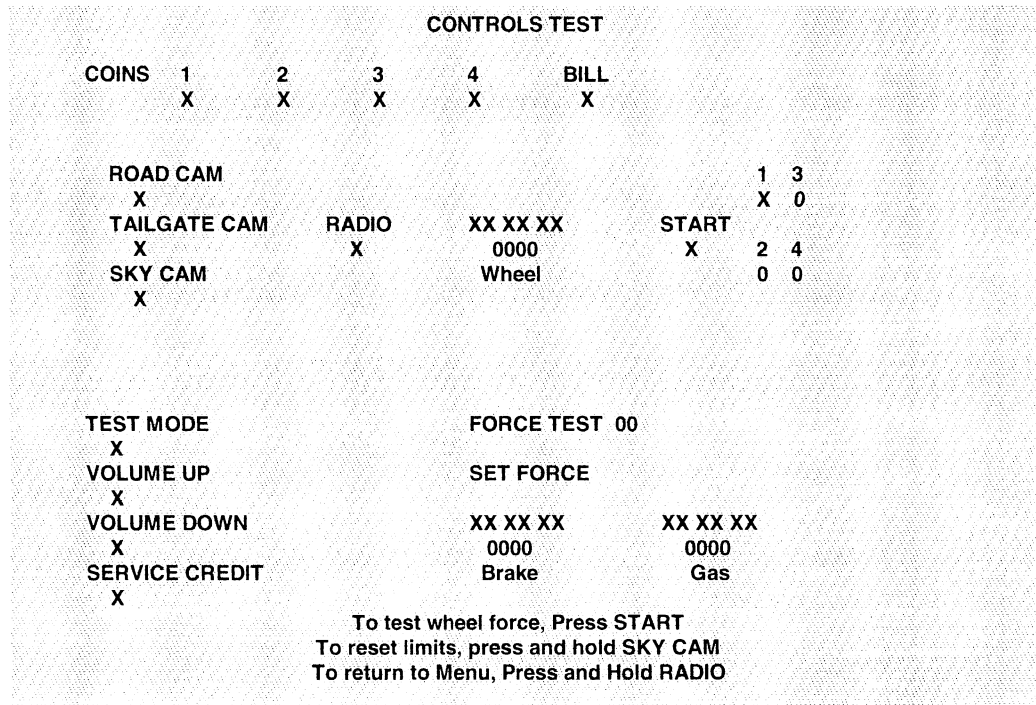 CONTROLS TEST
COINS 1 2 3 4 BILL
X X X X X
ROAD CAM 1 3
X X 0
TAILGATE CAM RADIO XX XX XX START
X X 0000 X 2 4
SKY CAM Wheel 0 0
X
TEST MODE FORCE TEST 00
X
VOLUME UP SET FORCE
X
VOLUME DOWN XX XX XX XX XX XX
X 0000 0000
SERVICE CREDIT Brake Gas
X
To test wheel force, Press START
To reset limits, press and hold SKY CAM
To return to Menu, Press and Hold RADIO